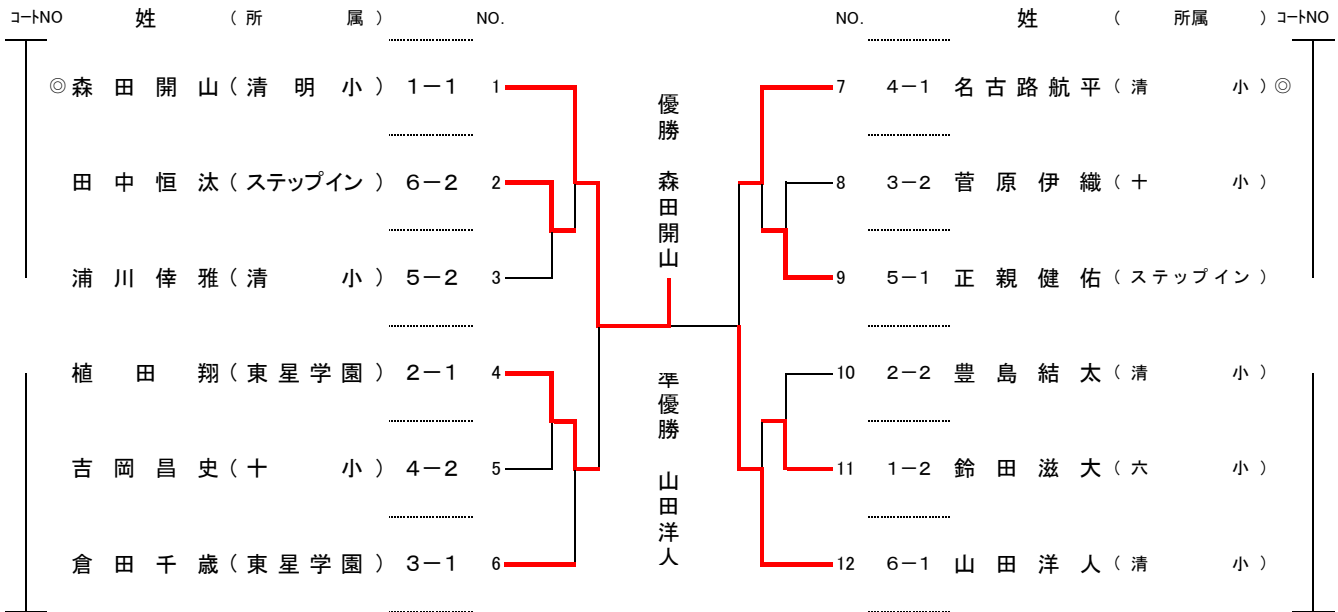 コートNO 姓 （ 所 属 ） NO. NO. 姓 （ 所属 ） コートNO
◎ 森田開山 （ 清明小 ） 1－1 1
田中恒汰 （ ステップイン ） 6－2 2
浦川倖雅 （ 清 小 ） 5－2 3
植田翔 （ 東星学園 ） 2－1 4
吉岡昌史 （ 十 小 ） 4－2 5
倉田千歳 （ 東星学園 ） 3－1 6
優勝 森田開山
準優勝 山田洋人
7 4－1 名古路航平 （ 清 小 ） ◎
8 3－2 菅原伊織 （ 十 小 ）
9 5－1 正親健佑 （ ステップイン ）
10 2－2 豊島結太 （ 清 小 ）
11 1－2 鈴田滋大 （ 六 小 ）
12 6－1 山田洋人 （ 清 小 ）